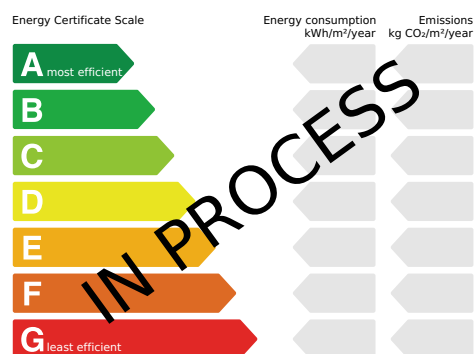 Energy Certificate Scale
Energy consumption
kWh/m²/year
Emissions
kg CO₂/m²/year
A most efficient
B
C
D
E
F
G least efficient
IN PROCESS